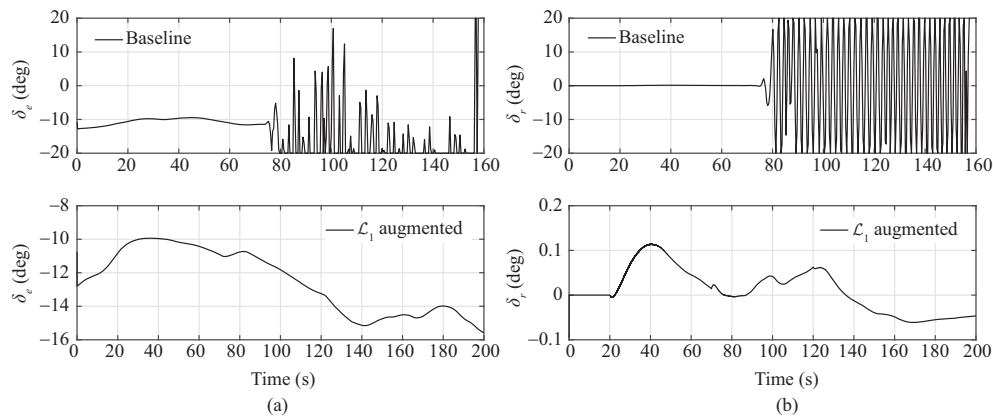 20
10
0
−10
−20
δe (deg)
Baseline
0 20 40 60 80 100 120 140 160
20
10
0
−10
−20
δr (deg)
Baseline
0 20 40 60 80 100 120 140 160
−8
−10
−12
−14
−16
δe (deg)
ℒ1 augmented
0 20 40 60 80 100 120 140 160 180 200
Time (s)
(a)
0.2
0.1
0
−0.1
δr (deg)
ℒ1 augmented
0 20 40 60 80 100 120 140 160 180 200
Time (s)
(b)